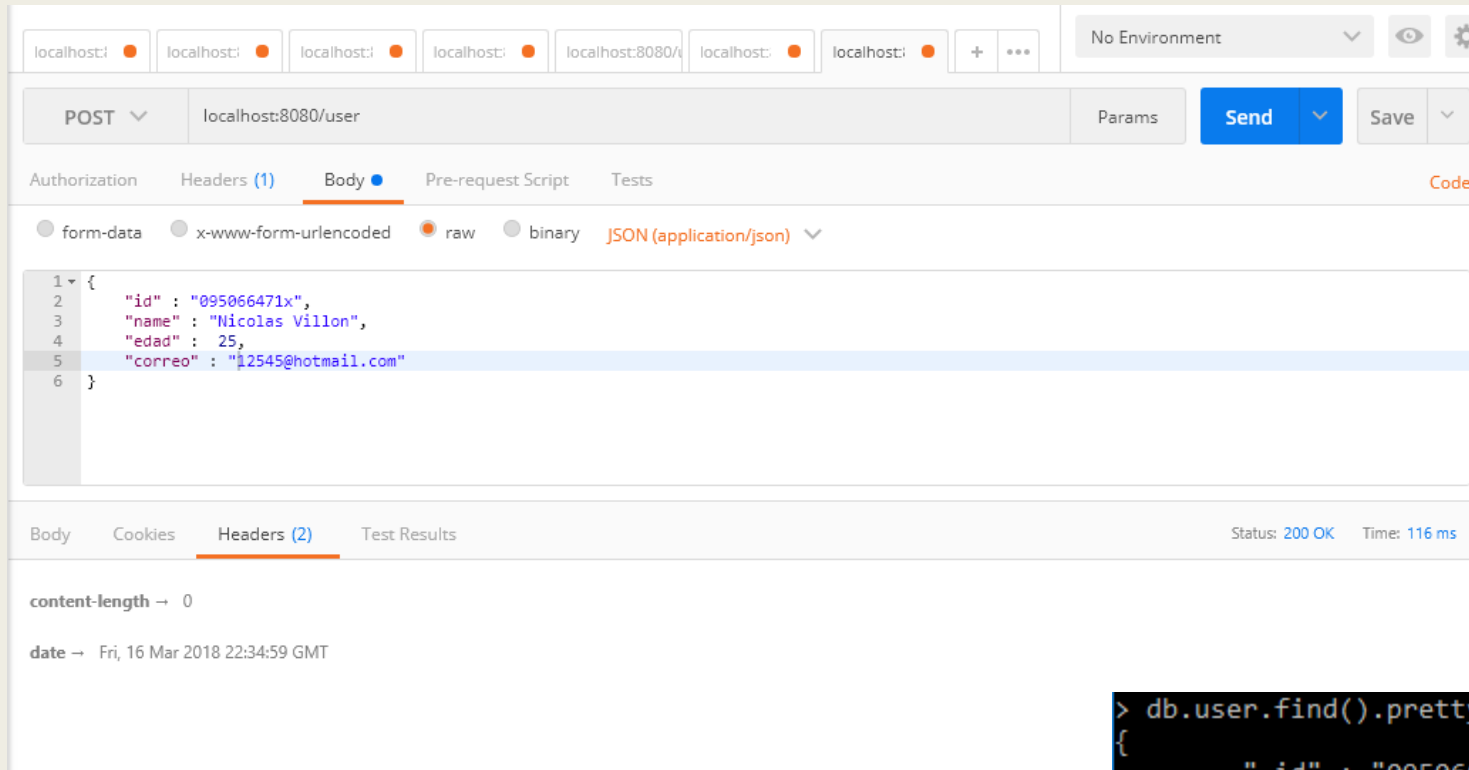 localhost:
localhost:
localhost:
localhost:
localhost:8080/u
localhost:
localhost:
+ •••
No Environment
POST
localhost:8080/user
Params
Send
Save
Authorization Headers (1) Body Pre-request Script Tests
Code
form-data x-www-form-urlencoded raw binary JSON (application/json)
1 {
2 "id" : "095066471x",
3 "name" : "Nicolas Villon",
4 "edad" : 25,
5 "correo" : "12545@hotmail.com"
6 }
Body Cookies Headers (2) Test Results
Status: 200 OK Time: 116 ms
content-length → 0
date → Fri, 16 Mar 2018 22:34:59 GMT
> db.user.find().pretty
{